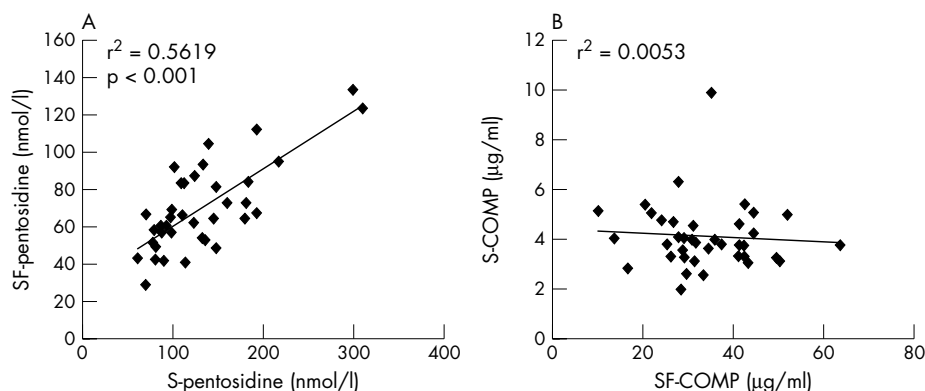 A
r² = 0.5619
p < 0.001
SF-pentosidine (nmol/l)
160
140
120
100
80
60
40
20
0
0 100 200 300 400
S-pentosidine (nmol/l)
B
r² = 0.0053
S-COMP (µg/ml)
12
10
8
6
4
2
0
0 20 40 60 80
SF-COMP (µg/ml)